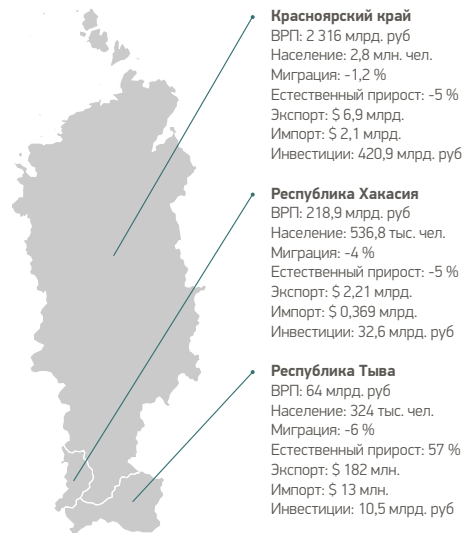 Красноярский край
ВРП: 2 316 млрд. руб
Население: 2,8 млн. чел.
Миграция: -1,2 %
Естественный прирост: -5 %
Экспорт: $ 6,9 млрд.
Импорт: $ 2,1 млрд.
Инвестиции: 420,9 млрд. руб
Республика Хакасия
ВРП: 218,9 млрд. руб
Население: 536,8 тыс. чел.
Миграция: -4 %
Естественный прирост: -5 %
Экспорт: $ 2,21 млрд.
Импорт: $ 0,369 млрд.
Инвестиции: 32,6 млрд. руб
Республика Тыва
ВРП: 64 млрд. руб
Население: 324 тыс. чел.
Миграция: -6 %
Естественный прирост: 57 %
Экспорт: $ 182 млн.
Импорт: $ 13 млн.
Инвестиции: 10,5 млрд. руб